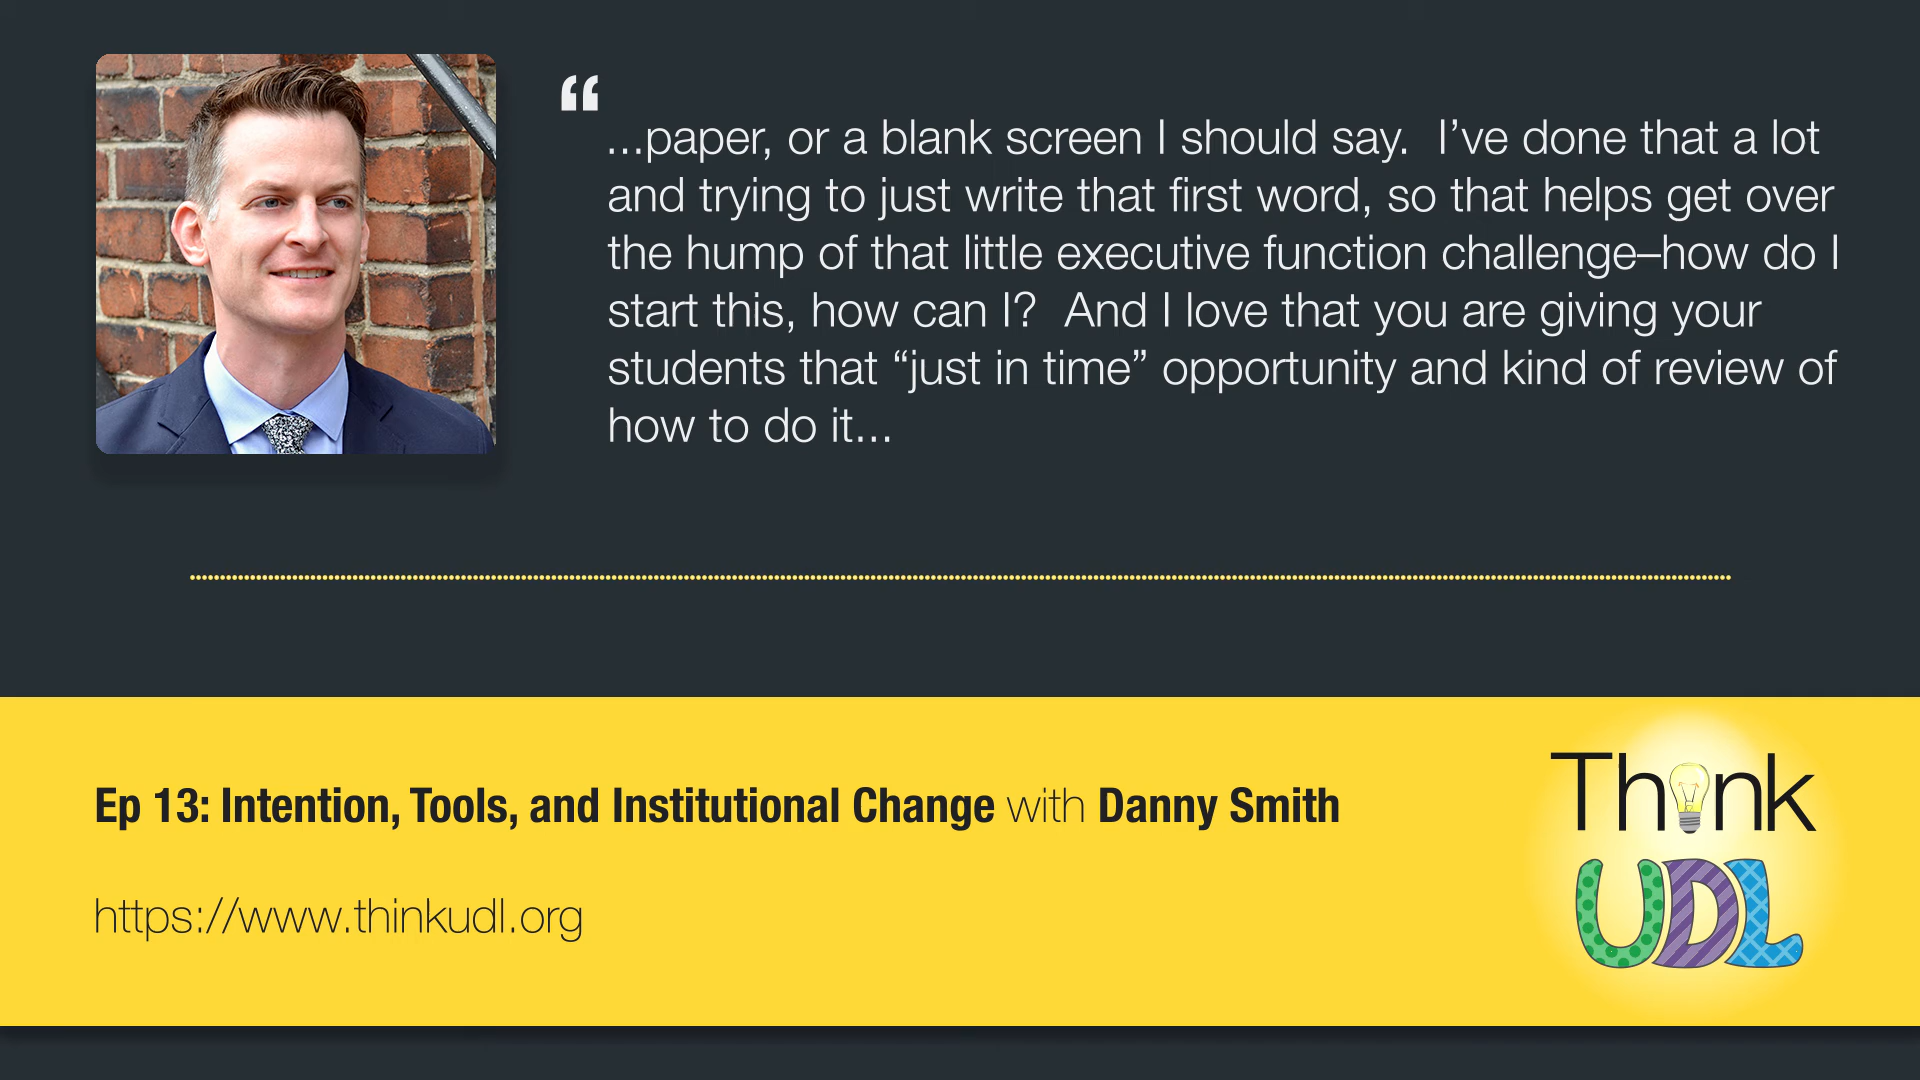 “
...paper, or a blank screen I should say.  I’ve done that a lot
and trying to just write that first word, so that helps get over
the hump of that little executive function challenge–how do I
start this, how can I?  And I love that you are giving your
students that “just in time” opportunity and kind of review of
how to do it...
Ep 13: Intention, Tools, and Institutional Change with Danny Smith
https://www.thinkudl.org
Think
UDL